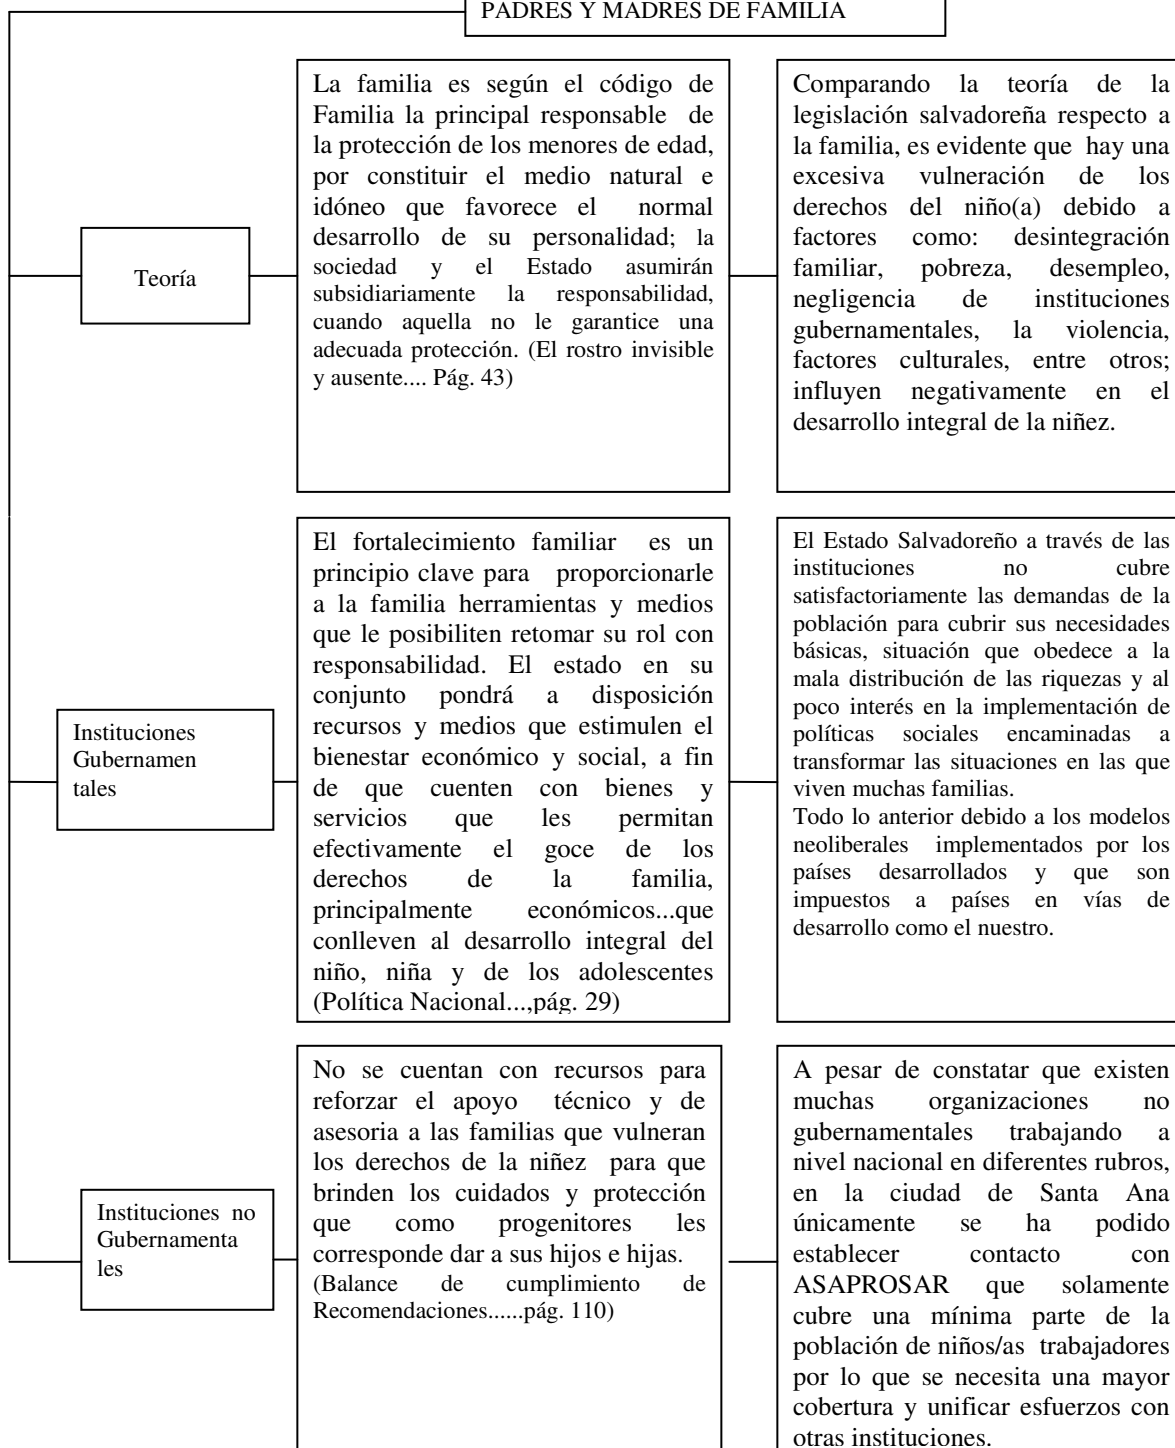 PADRES Y MADRES DE FAMILIA
Teoría
La familia es según el código de
Familia la principal responsable de
la protección de los menores de edad,
por constituir el medio natural e
idóneo que favorece el normal
desarrollo de su personalidad; la
sociedad y el Estado asumirán
subsidiariamente la responsabilidad,
cuando aquella no le garantice una
adecuada protección. (El rostro invisible
y ausente.... Pág. 43)
Comparando la teoría de la
legislación salvadoreña respecto a
la familia, es evidente que hay una
excesiva vulneración de los
derechos del niño(a) debido a
factores como: desintegración
familiar, pobreza, desempleo,
negligencia de instituciones
gubernamentales, la violencia,
factores culturales, entre otros;
influyen negativamente en el
desarrollo integral de la niñez.
Instituciones
Gubernamen
tales
El fortalecimiento familiar es un
principio clave para proporcionarle
a la familia herramientas y medios
que le posibiliten retomar su rol con
responsabilidad. El estado en su
conjunto pondrá a disposición
recursos y medios que estimulen el
bienestar económico y social, a fin
de que cuenten con bienes y
servicios que les permitan
efectivamente el goce de los
derechos de la familia,
principalmente económicos...que
conlleven al desarrollo integral del
niño, niña y de los adolescentes
(Política Nacional...,pág. 29)
El Estado Salvadoreño a través de las
instituciones no cubre
satisfactoriamente las demandas de la
población para cubrir sus necesidades
básicas, situación que obedece a la
mala distribución de las riquezas y al
poco interés en la implementación de
políticas sociales encaminadas a
transformar las situaciones en las que
viven muchas familias.
Todo lo anterior debido a los modelos
neoliberales implementados por los
países desarrollados y que son
impuestos a países en vías de
desarrollo como el nuestro.
Instituciones no
Gubernamenta
les
No se cuentan con recursos para
reforzar el apoyo técnico y de
asesoria a las familias que vulneran
los derechos de la niñez para que
brinden los cuidados y protección
que como progenitores les
corresponde dar a sus hijos e hijas.
(Balance de cumplimiento de
Recomendaciones......pág. 110)
A pesar de constatar que existen
muchas organizaciones no
gubernamentales trabajando a
nivel nacional en diferentes rubros,
en la ciudad de Santa Ana
únicamente se ha podido
establecer contacto con
ASAPROSAR que solamente
cubre una mínima parte de la
población de niños/as trabajadores
por lo que se necesita una mayor
cobertura y unificar esfuerzos con
otras instituciones.